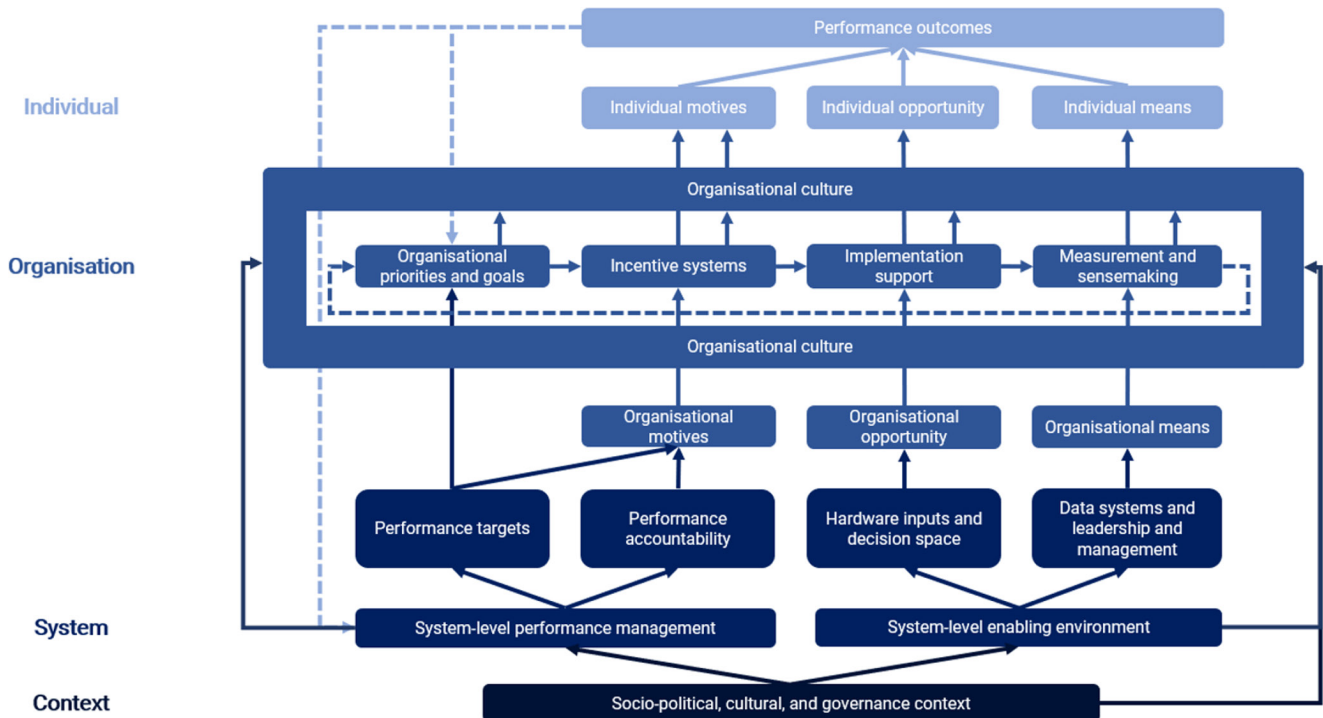 Performance outcomes
Individual
Individual motives
Individual opportunity
Individual means
Organisational culture
Organisation
Organisational
priorities and goals
Incentive systems
Implementation
support
Measurement and
sensemaking
Organisational culture
Organisational
motives
Organisational
opportunity
Organisational means
Performance targets
Performance
accountability
Hardware inputs and
decision space
Data systems and
leadership and
management
System
System-level performance management
System-level enabling environment
Context
Socio-political, cultural, and governance context